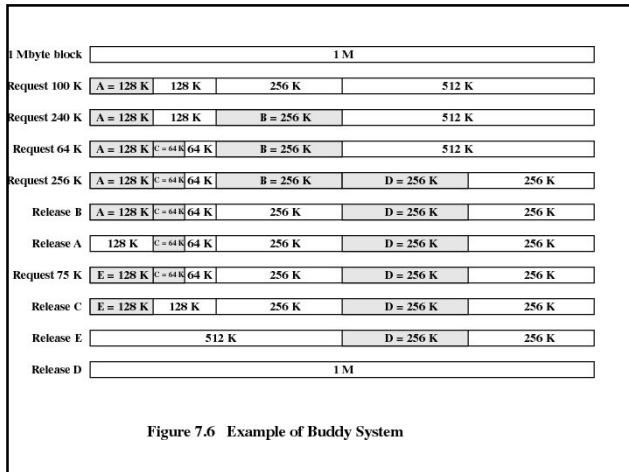 1 Mbyte block 1 M
Request 100 K A = 128 K 128 K 256 K 512 K
Request 240 K A = 128 K 128 K B = 256 K 512 K
Request 64 K A = 128 K C = 64 K 64 K B = 256 K 512 K
Request 256 K A = 128 K C = 64 K 64 K B = 256 K D = 256 K 256 K
Release B A = 128 K C = 64 K 64 K 256 K D = 256 K 256 K
Release A 128 K C = 64 K 64 K 256 K D = 256 K 256 K
Request 75 K E = 128 K C = 64 K 64 K 256 K D = 256 K 256 K
Release C E = 128 K 128 K 256 K D = 256 K 256 K
Release E 512 K D = 256 K 256 K
Release D 1 M
Figure 7.6 Example of Buddy System